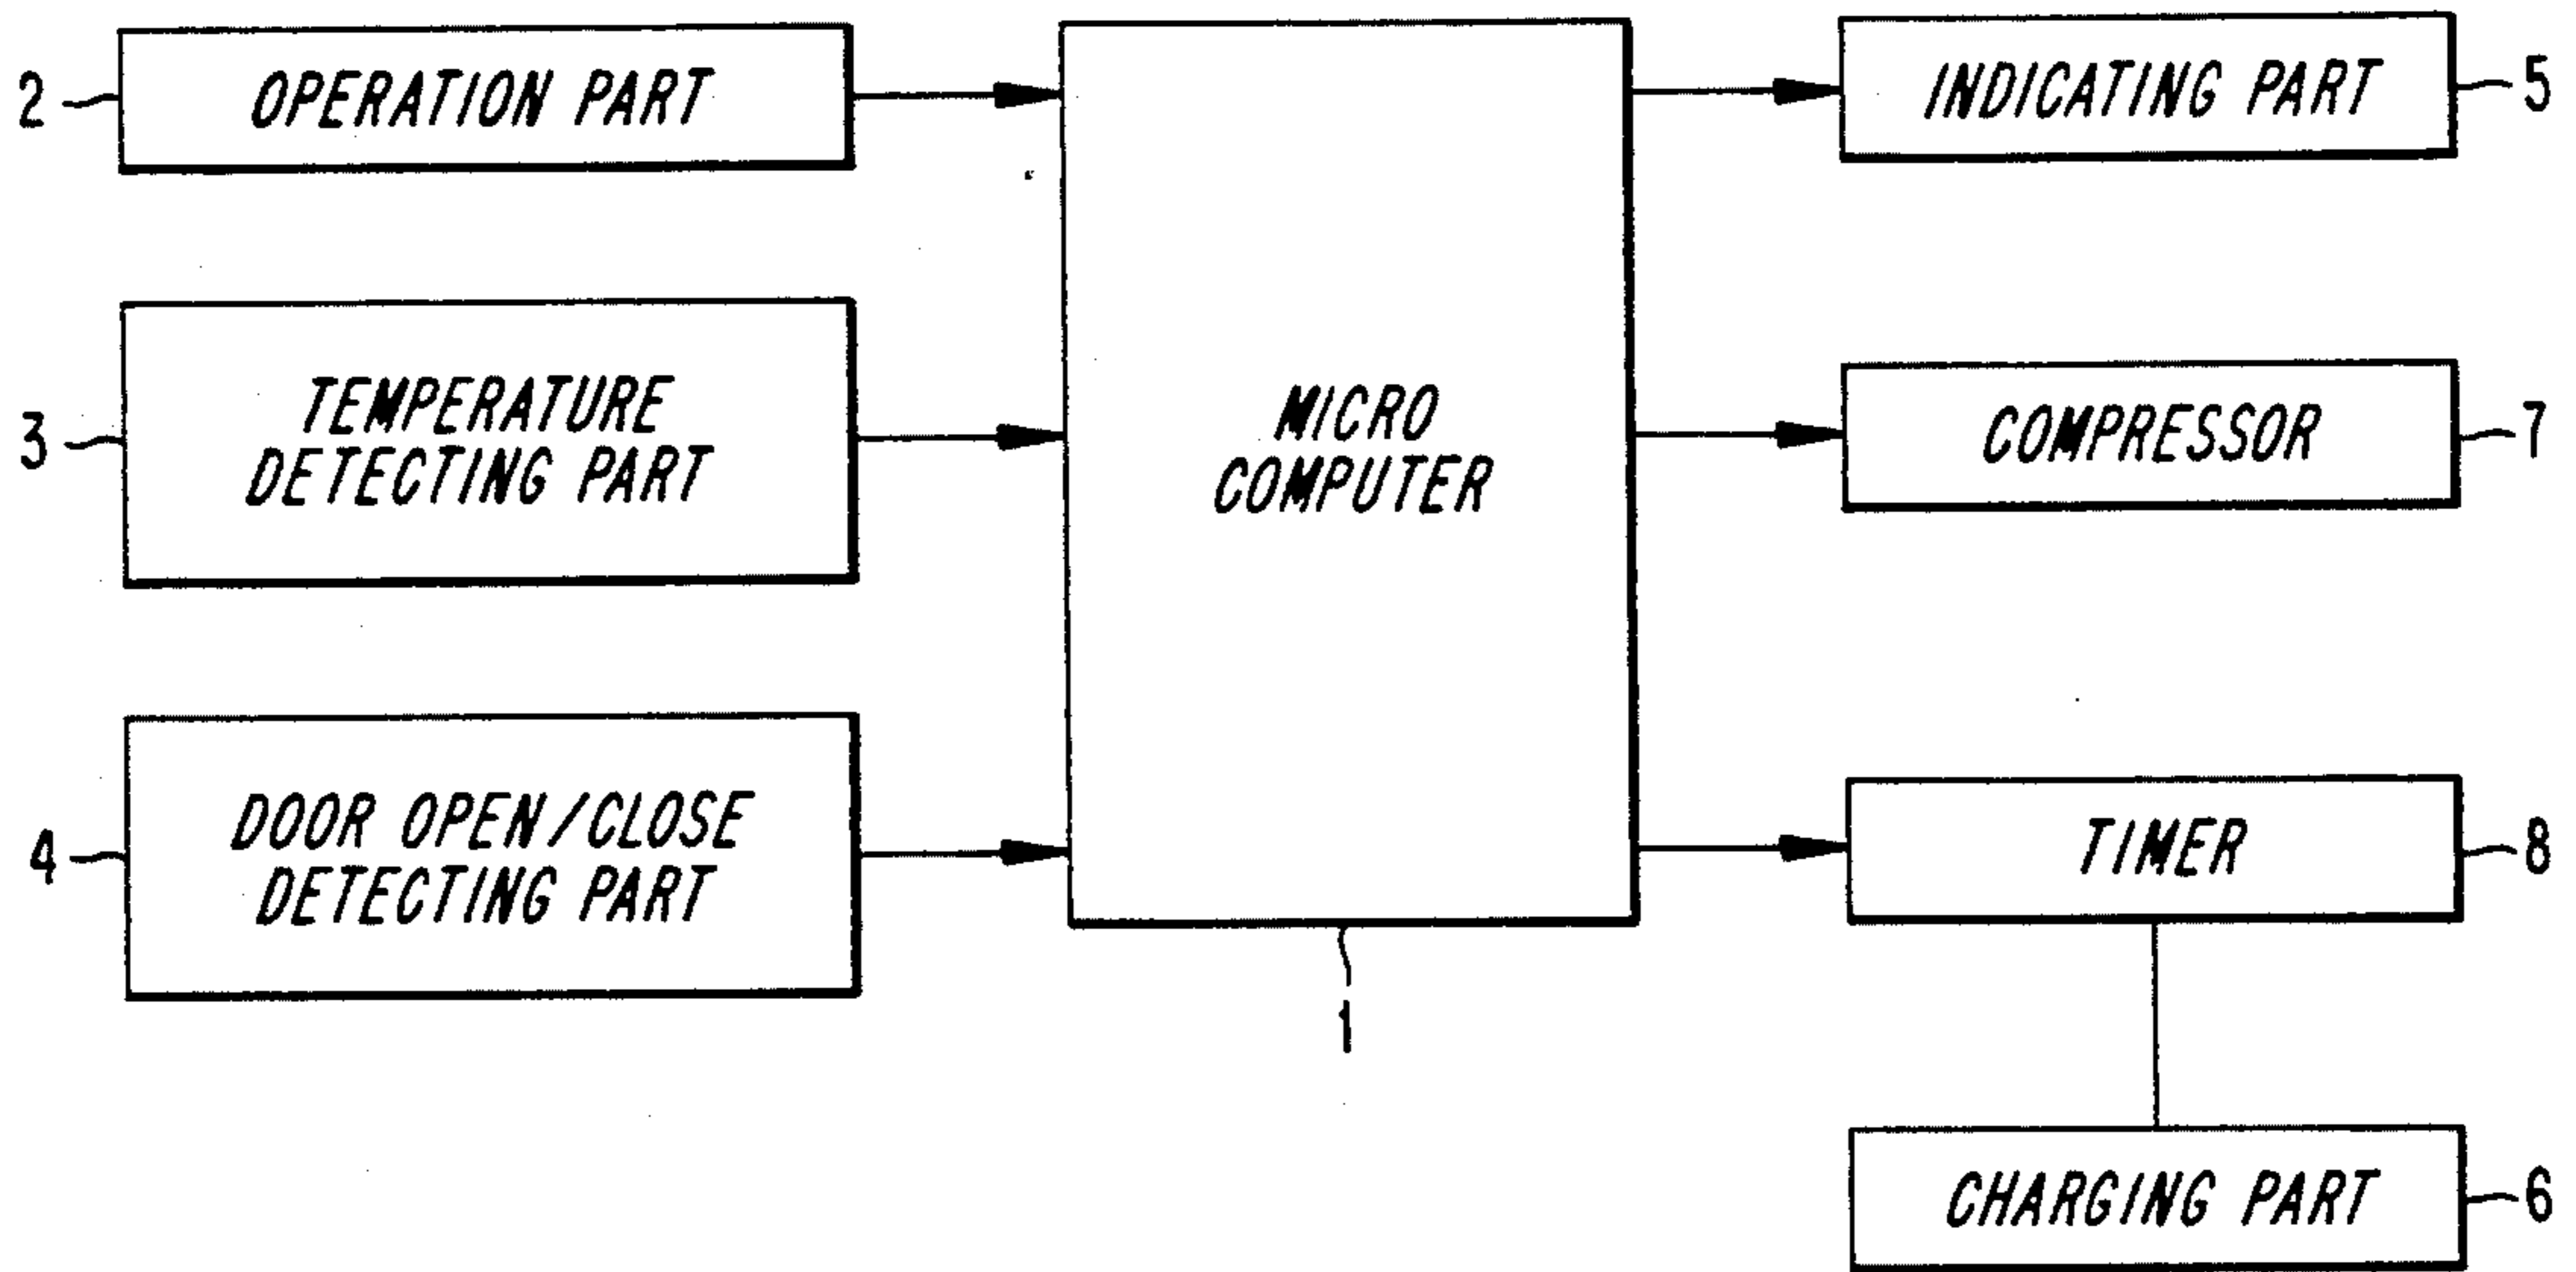 2
OPERATION PART
3
TEMPERATURE
DETECTING PART
4
DOOR OPEN/CLOSE
DETECTING PART
MICRO
COMPUTER
1
INDICATING PART
5
COMPRESSOR
7
TIMER
8
CHARGING PART
6